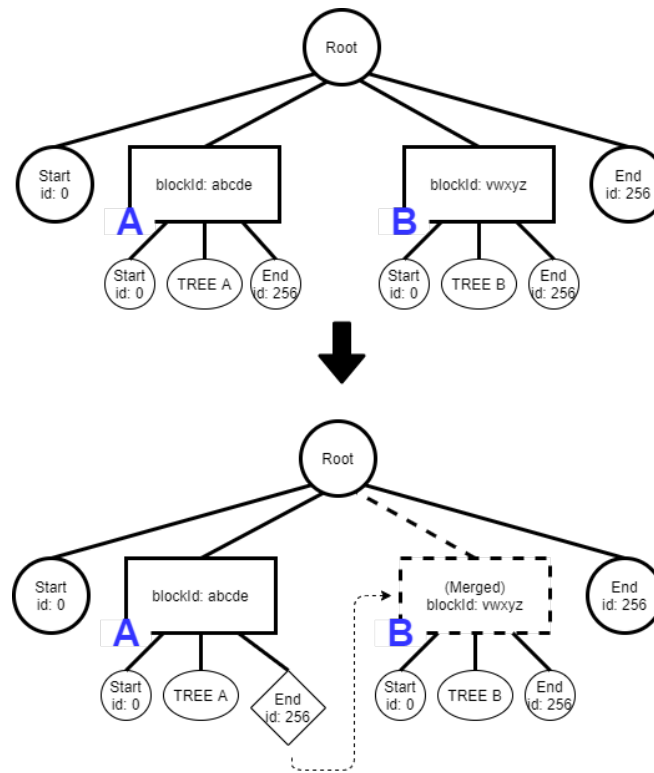 Root
Start
id: 0
blockId: abcde
blockId: vwxyz
End
id: 256
A
B
Start
id: 0
TREE A
End
id: 256
Start
id: 0
TREE B
End
id: 256
Root
Start
id: 0
blockId: abcde
(Merged)
blockId: vwxyz
End
id: 256
A
B
Start
id: 0
TREE A
End
id: 256
Start
id: 0
TREE B
End
id: 256